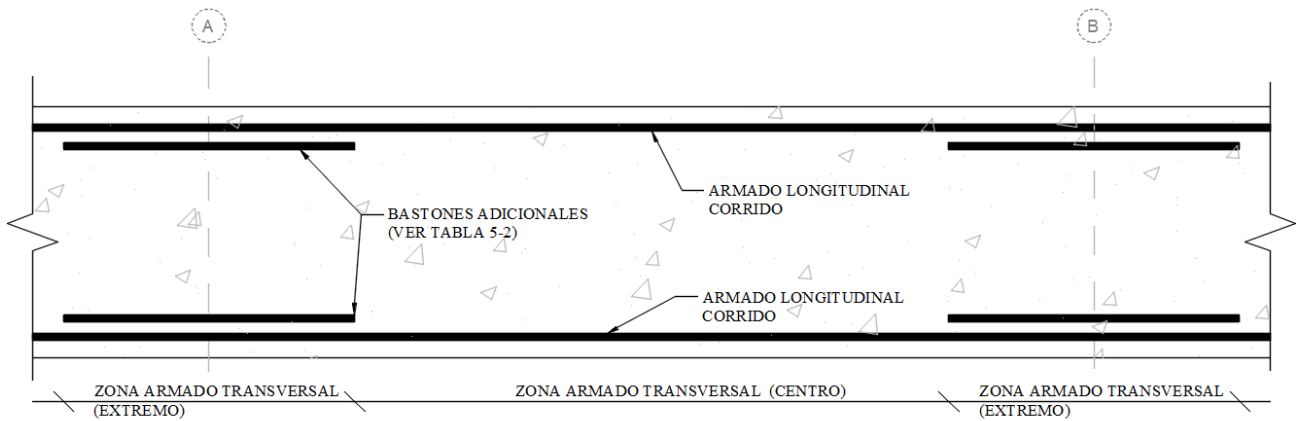 A
B
ARMADO LONGITUDINAL
CORRIDO
BASTONES ADICIONALES
(VER TABLA 5-2)
ARMADO LONGITUDINAL
CORRIDO
ZONA ARMADO TRANSVERSAL
(EXTREMO)
ZONA ARMADO TRANSVERSAL (CENTRO)
ZONA ARMADO TRANSVERSAL
(EXTREMO)